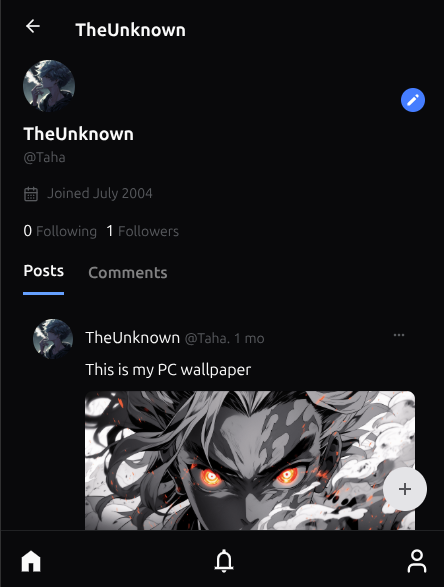 TheUnknown
TheUnknown
@Taha
Joined July 2004
0 Following 1 Followers
Posts Comments
TheUnknown @Taha. 1 mo
This is my PC wallpaper